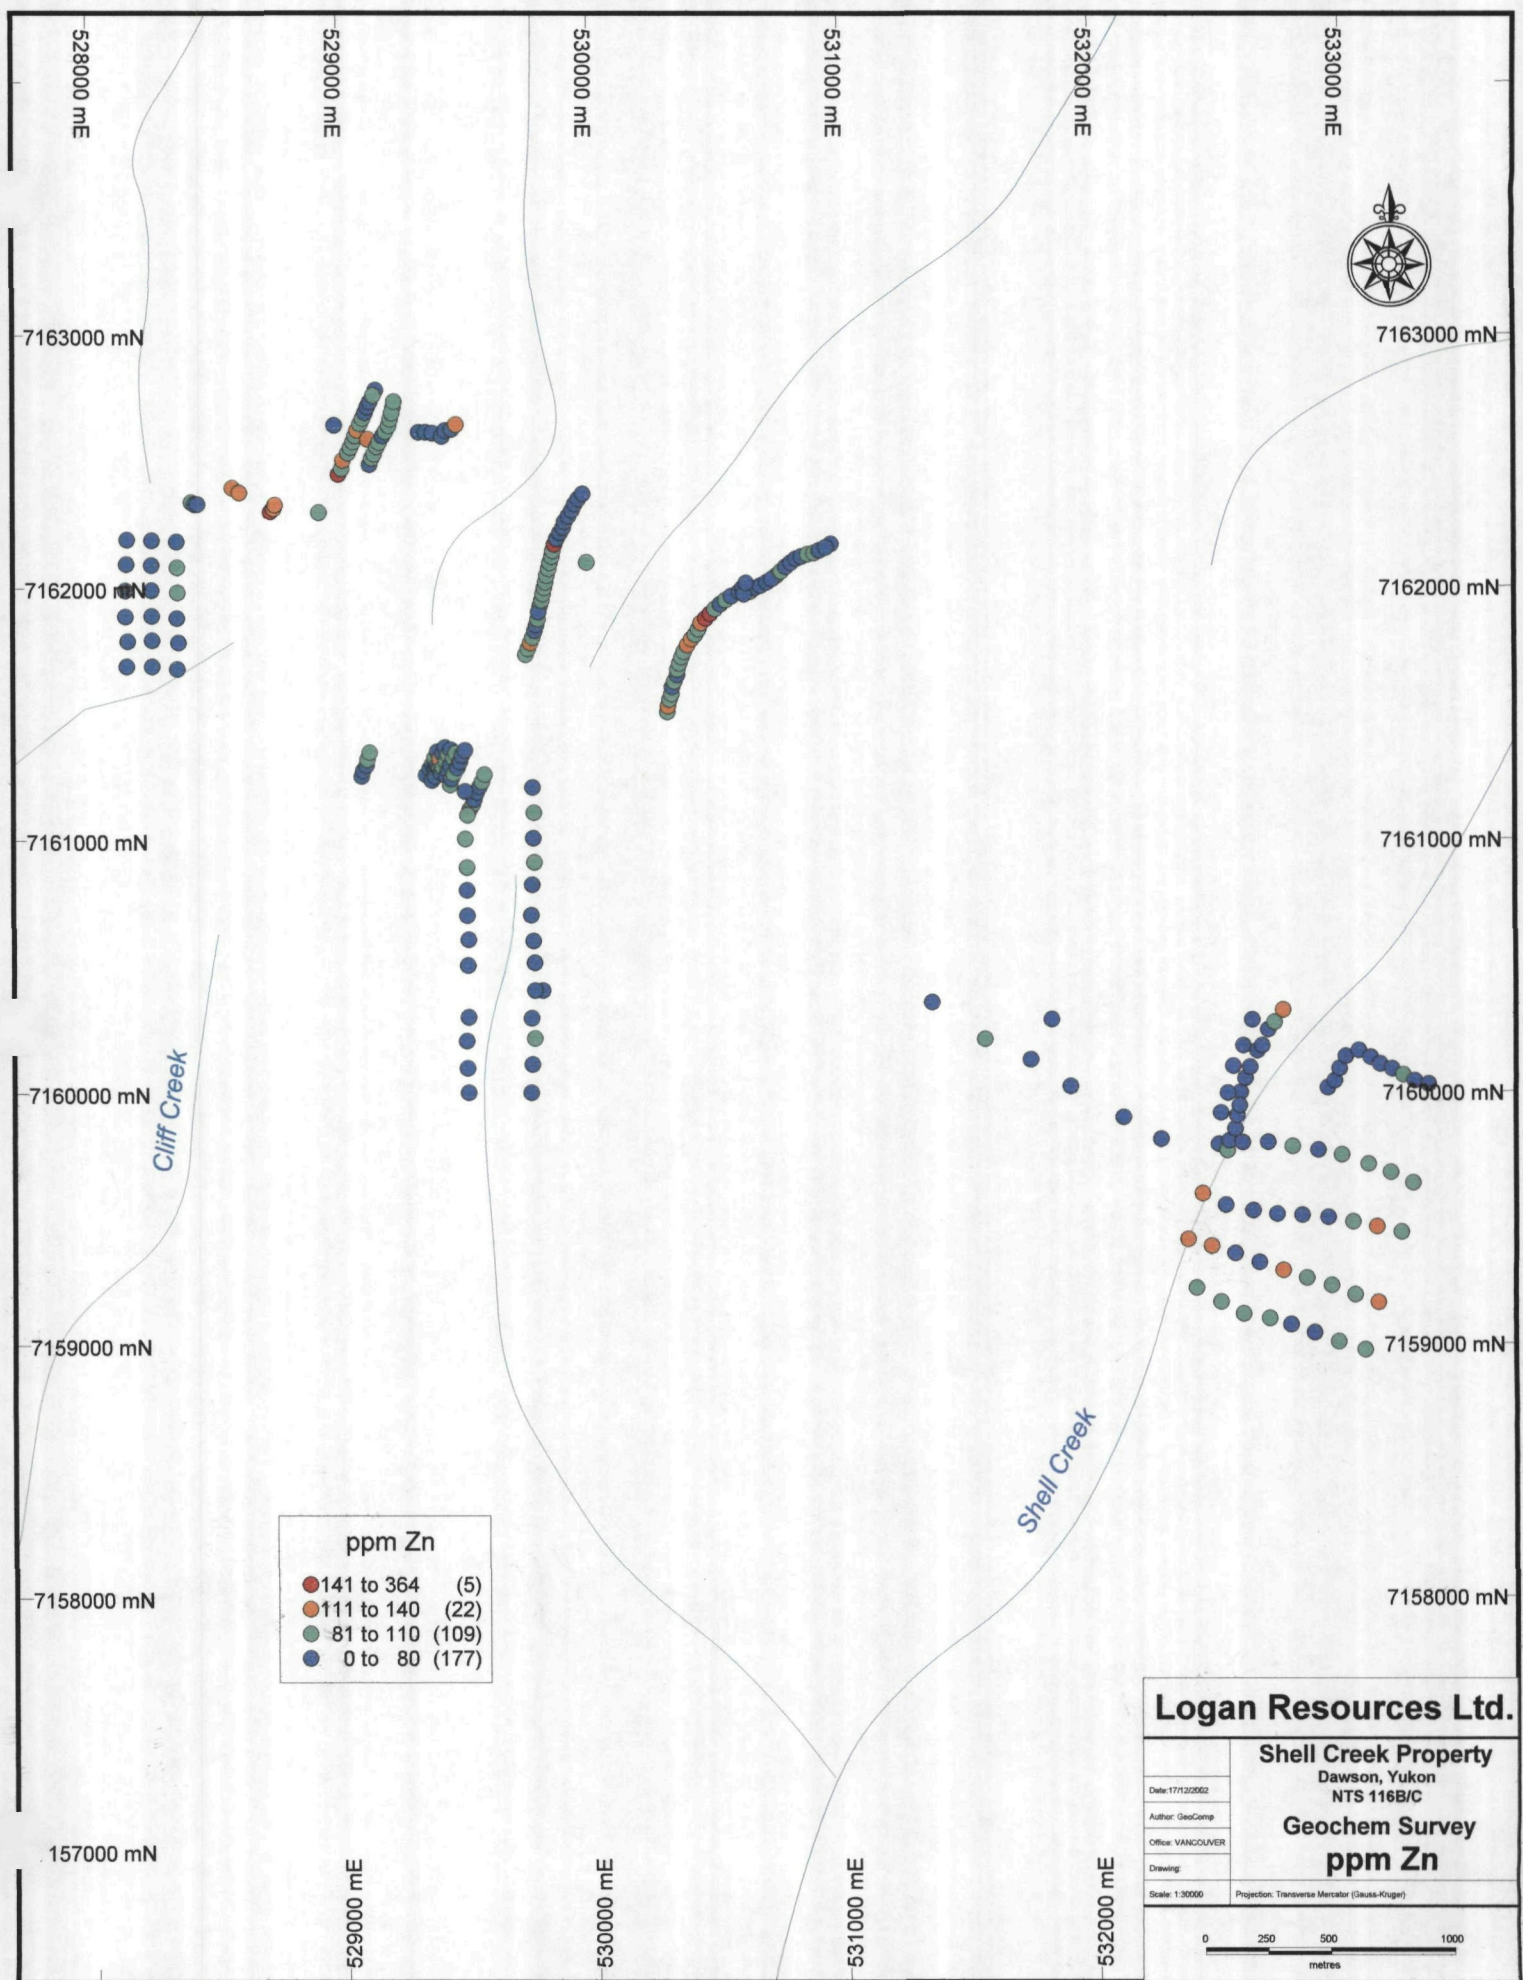 528000 mE
529000 mE
530000 mE
531000 mE
532000 mE
533000 mE
7163000 mN
7163000 mN
7162000 mN
7162000 mN
7161000 mN
7161000 mN
7160000 mN
7160000 mN
Cliff Creek
7159000 mN
7159000 mN
Shell Creek
ppm Zn
141 to 364 (5)
111 to 140 (22)
81 to 110 (109)
0 to 80 (177)
7158000 mN
7158000 mN
157000 mN
529000 mE
530000 mE
531000 mE
532000 mE
Logan Resources Ltd.
Shell Creek Property
Dawson, Yukon
NTS 116B/C
Geochem Survey
ppm Zn
Date:17/12/2002
Author: GeoComp
Office: VANCOUVER
Drawing:
Scale: 1:30000
Projection: Transverse Mercator (Gauss-Kruger)
0 250 500 1000
metres